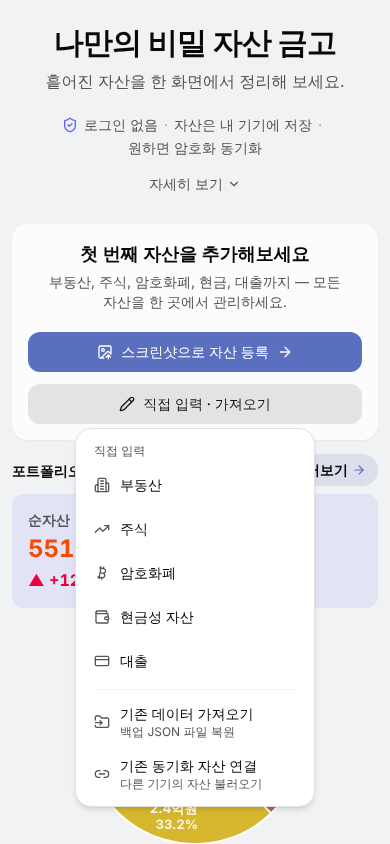 나만의 비밀 자산 금고
흩어진 자산을 한 화면에서 정리해 보세요.
로그인 없음 · 자산은 내 기기에 저장 ·
원하면 암호화 동기화
자세히 보기
첫 번째 자산을 추가해보세요
부동산, 주식, 암호화폐, 현금, 대출까지 — 모든
자산을 한 곳에서 관리하세요.
스크린샷으로 자산 등록
직접 입력 · 가져오기
포트폴리오
순자산
551
▲ +12
직접 입력
부동산
주식
암호화폐
현금성 자산
대출
기존 데이터 가져오기
백업 JSON 파일 복원
기존 동기화 자산 연결
다른 기기의 자산 불러오기
2.4억원
33.2%